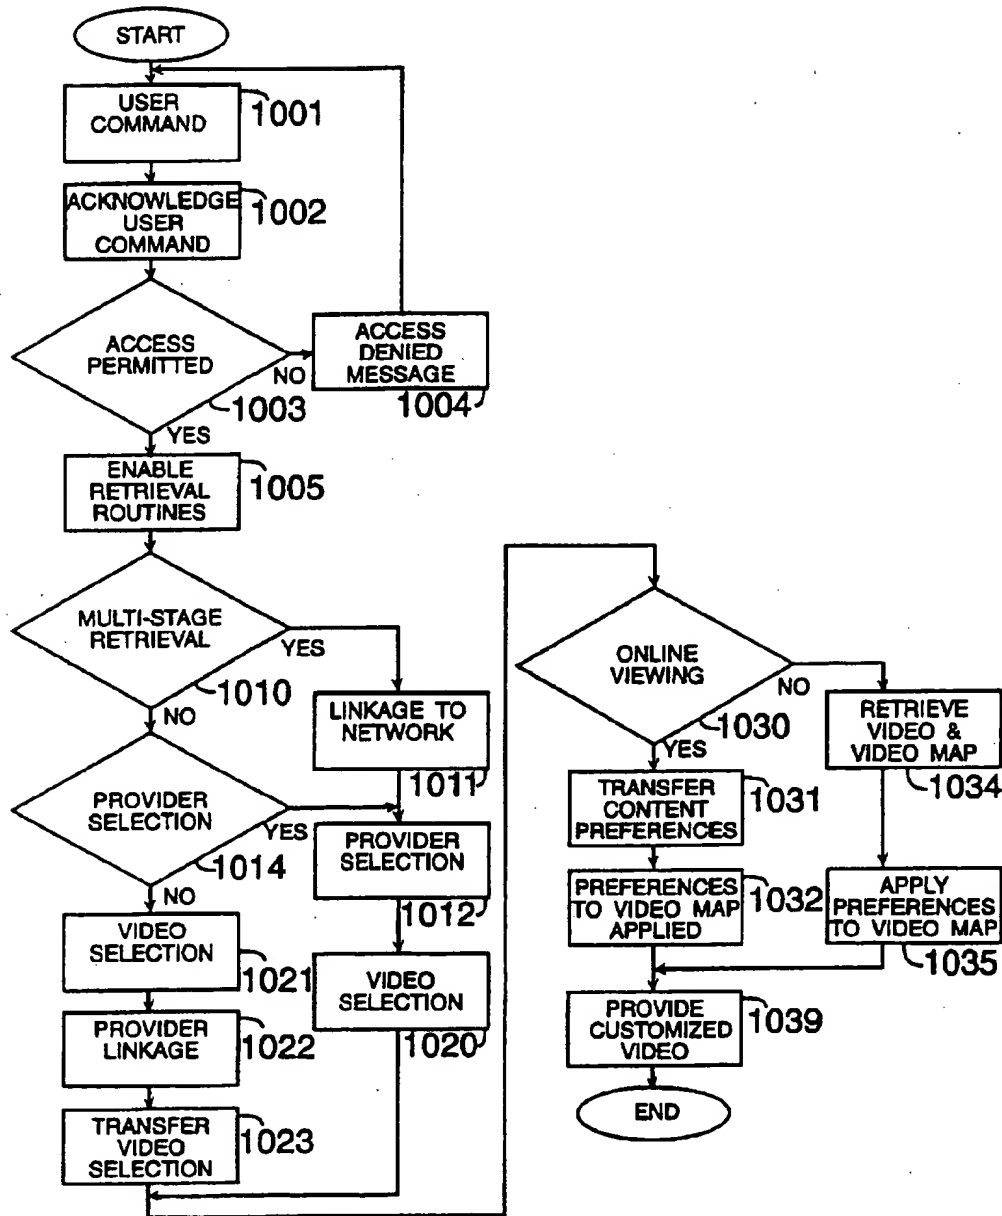 START
USER
COMMAND
1001
ACKNOWLEDGE
USER
COMMAND
1002
ACCESS
PERMITTED
1003
NO
ACCESS
DENIED
MESSAGE
1004
YES
ENABLE
RETRIEVAL
ROUTINES
1005
MULTI-STAGE
RETRIEVAL
1010
YES
NO
LINKAGE TO
NETWORK
1011
PROVIDER
SELECTION
1014
YES
NO
PROVIDER
SELECTION
1012
VIDEO
SELECTION
1021
VIDEO
SELECTION
1020
PROVIDER
LINKAGE
1022
TRANSFER
VIDEO
SELECTION
1023
ONLINE
VIEWING
1030
NO
YES
RETRIEVE
VIDEO &
VIDEO MAP
1034
TRANSFER
CONTENT
PREFERENCES
1031
PREFERENCES
TO VIDEO MAP
APPLIED
1032
APPLY
PREFERENCES
TO VIDEO MAP
1035
PROVIDE
CUSTOMIZED
VIDEO
1039
END